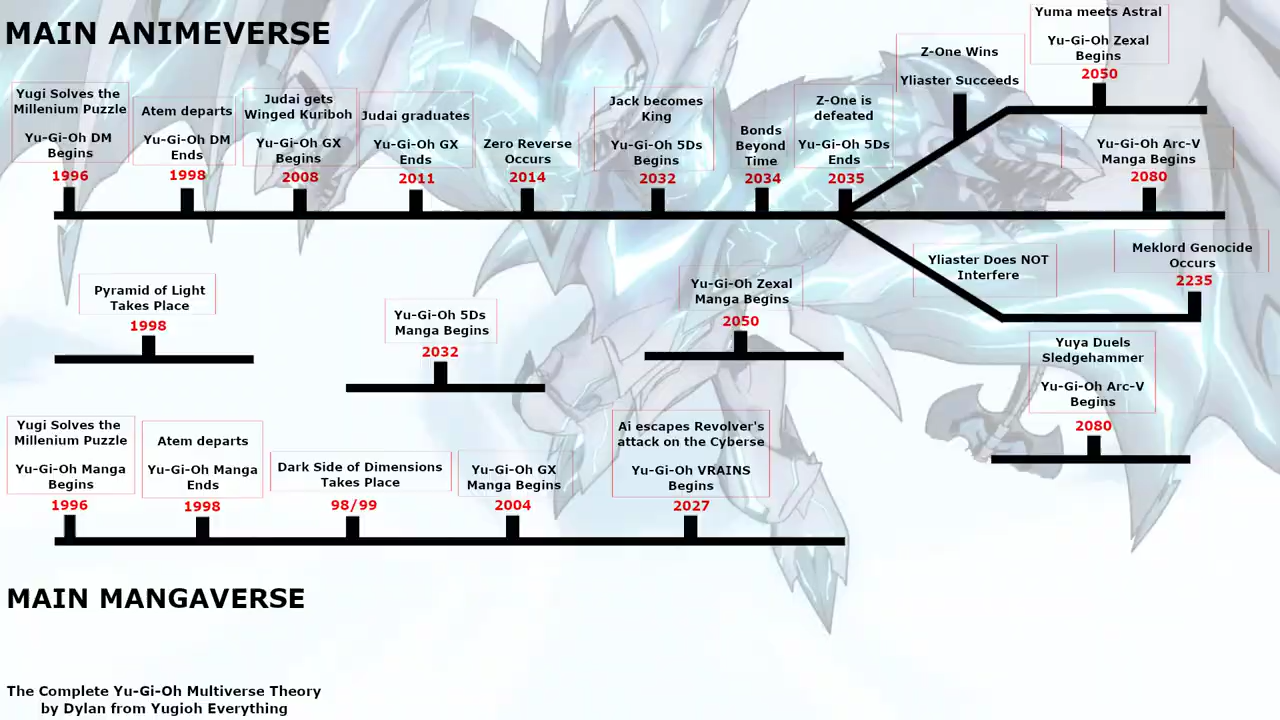 MAIN ANIMEVERSE
Yugi Solves the
Millenium Puzzle
Yu-Gi-Oh DM
Begins
1996
Atem departs
Yu-Gi-Oh DM
Ends
1998
Judai gets
Winged Kuriboh
Yu-Gi-Oh GX
Begins
2008
Judai graduates
Yu-Gi-Oh GX
Ends
2011
Zero Reverse
Occurs
2014
Jack becomes
King
Yu-Gi-Oh 5Ds
Begins
2032
Bonds
Beyond
Time
2034
Z-One is
defeated
Yu-Gi-Oh 5Ds
Ends
2035
Z-One Wins
Yliaster Succeeds
Yuma meets Astral
Yu-Gi-Oh Zexal
Begins
2050
Yu-Gi-Oh Arc-V
Manga Begins
2080
Yliaster Does NOT
Interfere
Meklord Genocide
Occurs
2235
Pyramid of Light
Takes Place
1998
Yu-Gi-Oh 5Ds
Manga Begins
2032
Yu-Gi-Oh Zexal
Manga Begins
2050
Yuya Duels
Sledgehammer
Yu-Gi-Oh Arc-V
Begins
2080
Yugi Solves the
Millenium Puzzle
Yu-Gi-Oh Manga
Begins
1996
Atem departs
Yu-Gi-Oh Manga
Ends
1998
Dark Side of Dimensions
Takes Place
98/99
Yu-Gi-Oh GX
Manga Begins
2004
Ai escapes Revolver's
attack on the Cyberse
Yu-Gi-Oh VRAINS
Begins
2027
MAIN MANGAVERSE
The Complete Yu-Gi-Oh Multiverse Theory
by Dylan from Yugioh Everything